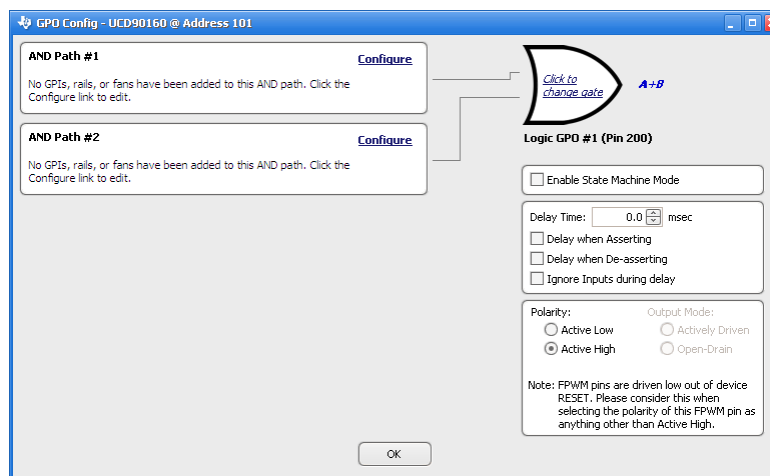 GPO Config - UCD90160 @ Address 101
AND Path #1
Configure
No GPIs, rails, or fans have been added to this AND path. Click the
Configure link to edit.
AND Path #2
Configure
No GPIs, rails, or fans have been added to this AND path. Click the
Configure link to edit.
Click to
change gate
A+B
Logic GPO #1 (Pin 200)
Enable State Machine Mode
Delay Time: 0.0 msec
Delay when Asserting
Delay when De-asserting
Ignore Inputs during delay
Polarity: Output Mode:
Active Low Actively Driven
Active High Open-Drain
Note: FPWM pins are driven low out of device
RESET. Please consider this when
selecting the polarity of this FPWM pin as
anything other than Active High.
OK